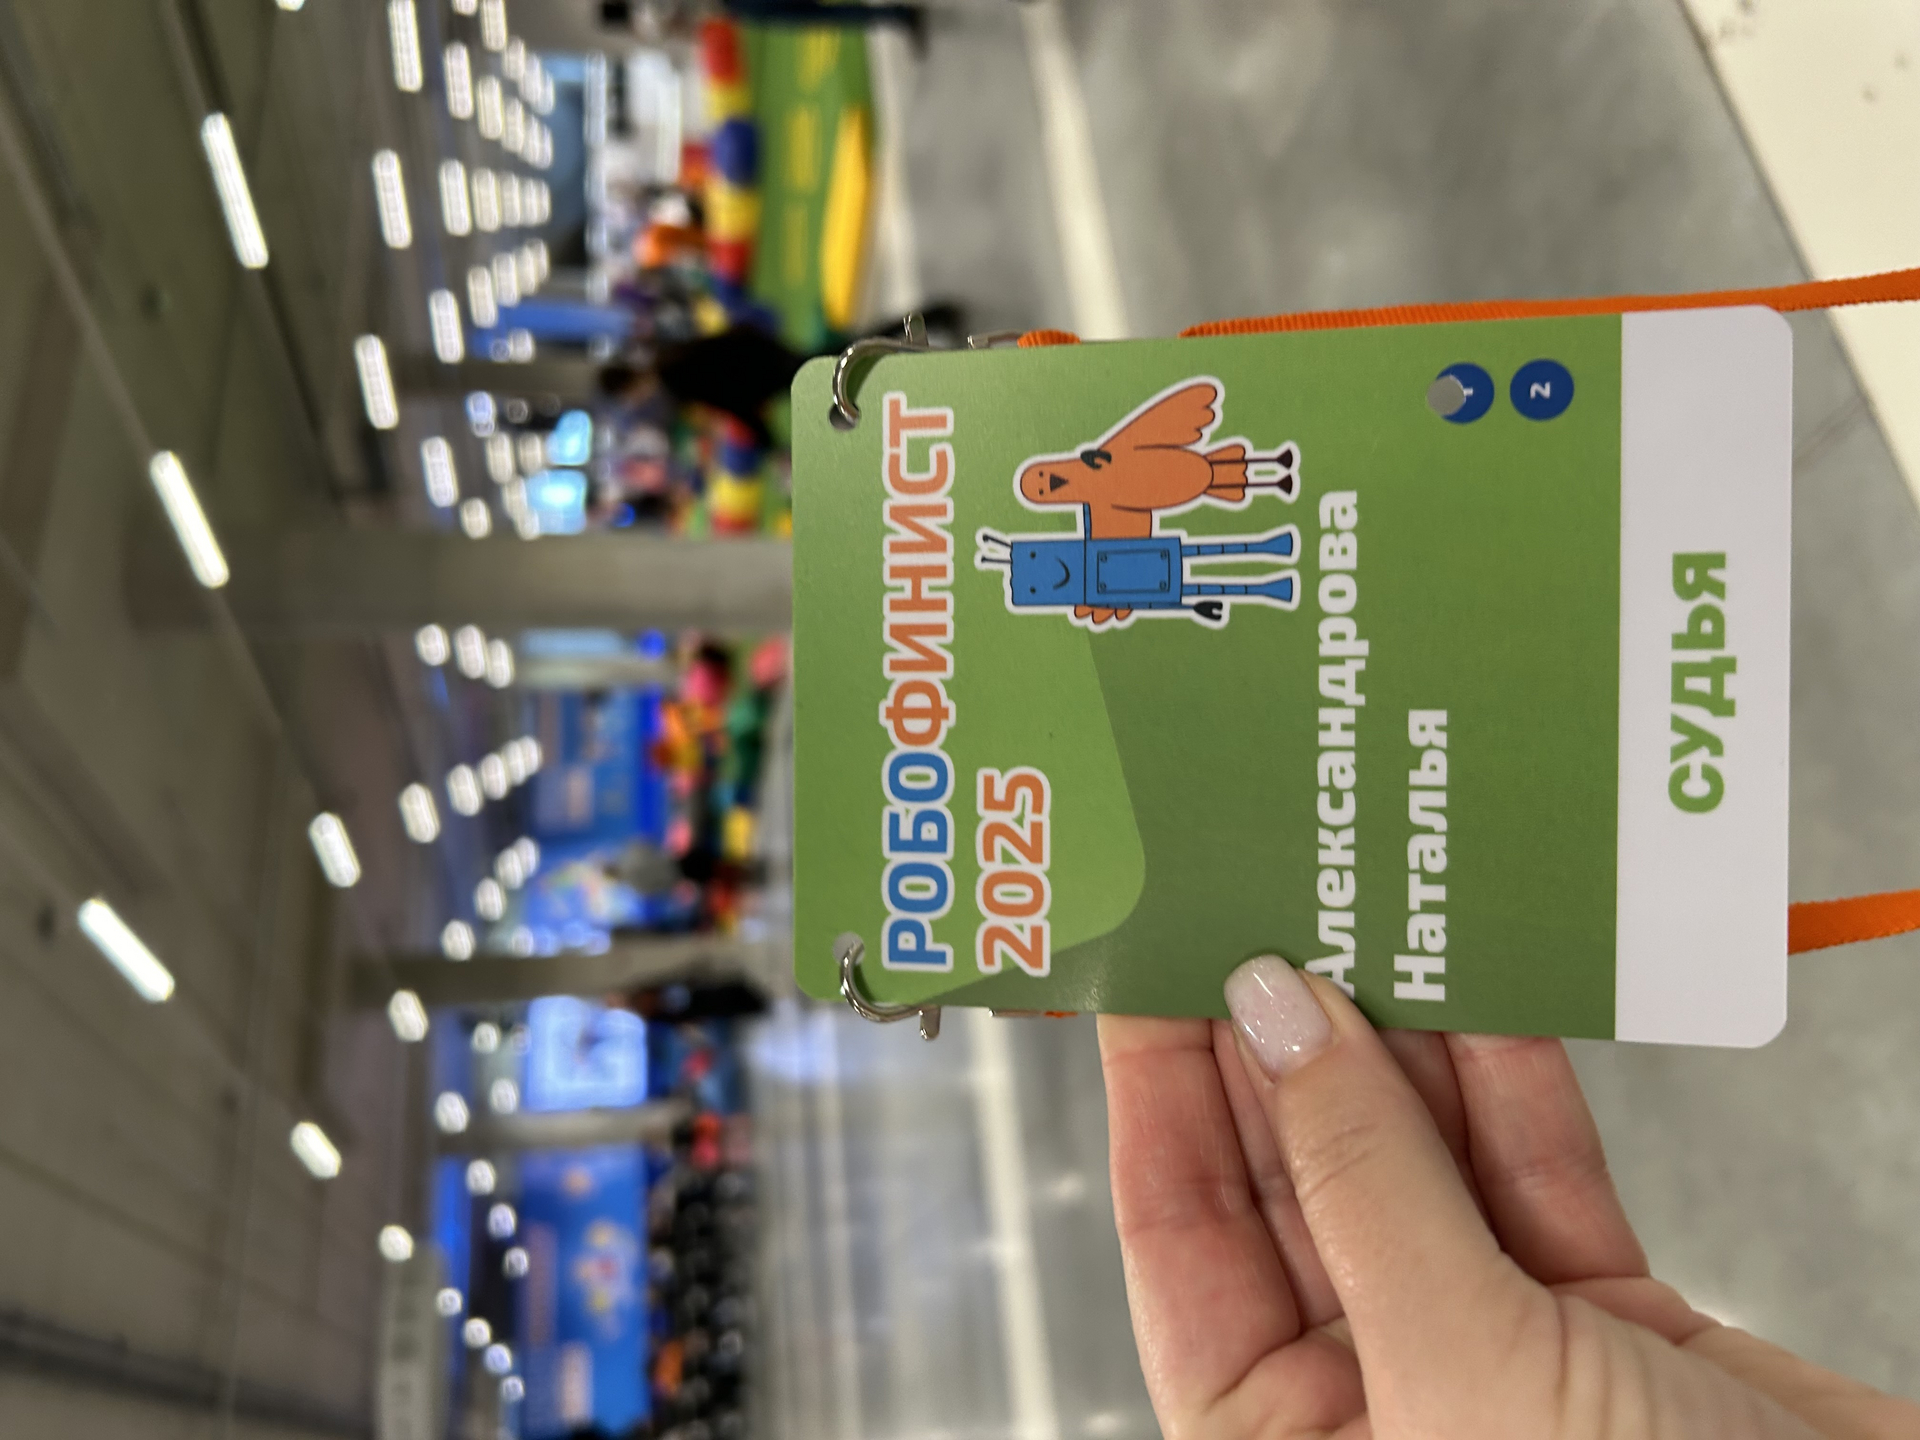 РОБОФИНИСТ
2025
Александрова
Наталья
1
2
судья